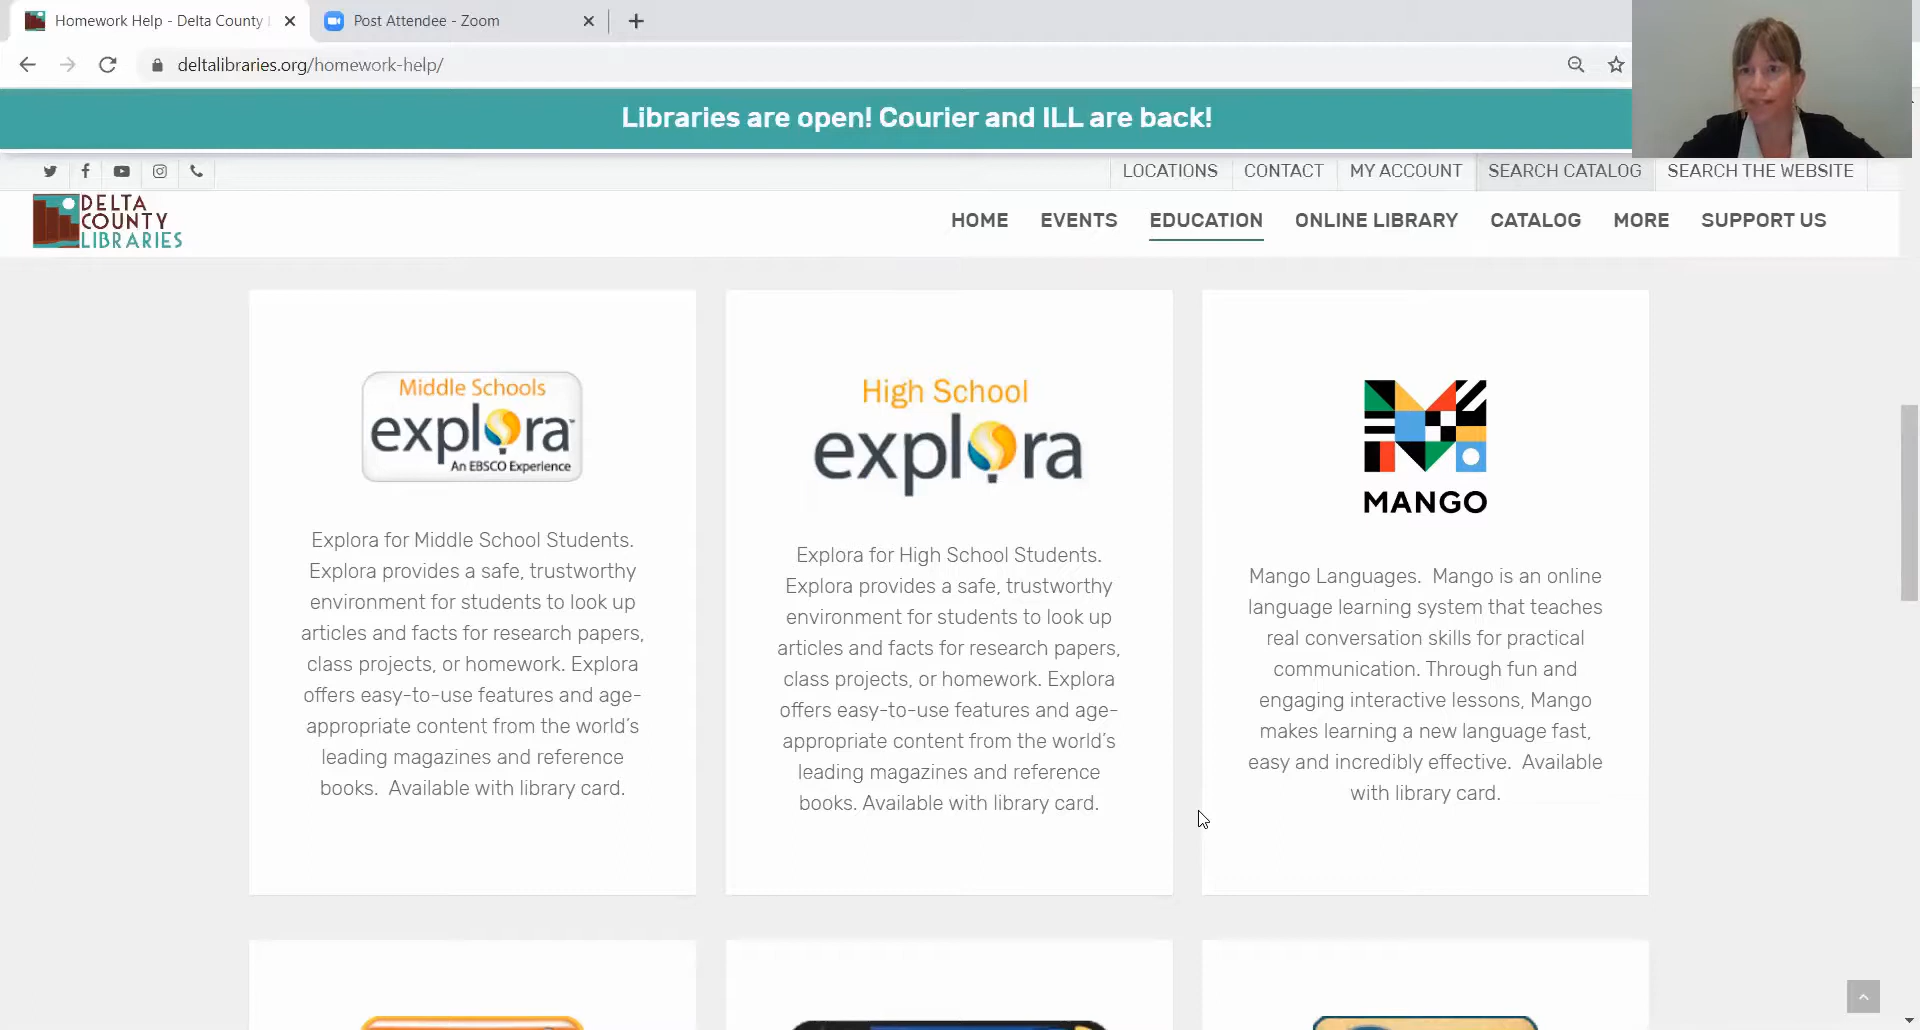 Homework Help - Delta County
Post Attendee - Zoom
deltalibraries.org/homework-help/
Libraries are open! Courier and ILL are back!
LOCATIONS
CONTACT
MY ACCOUNT
SEARCH CATALOG
SEARCH THE WEBSITE
DELTA
COUNTY
LIBRARIES
HOME
EVENTS
EDUCATION
ONLINE LIBRARY
CATALOG
MORE
SUPPORT US
Middle Schools
explora™
An EBSCO Experience
Explora for Middle School Students.
Explora provides a safe, trustworthy
environment for students to look up
articles and facts for research papers,
class projects, or homework. Explora
offers easy-to-use features and age-
appropriate content from the world's
leading magazines and reference
books.  Available with library card.
High School
explora
Explora for High School Students.
Explora provides a safe, trustworthy
environment for students to look up
articles and facts for research papers,
class projects, or homework. Explora
offers easy-to-use features and age-
appropriate content from the world's
leading magazines and reference
books. Available with library card.
MANGO
Mango Languages.  Mango is an online
language learning system that teaches
real conversation skills for practical
communication. Through fun and
engaging interactive lessons, Mango
makes learning a new language fast,
easy and incredibly effective.  Available
with library card.